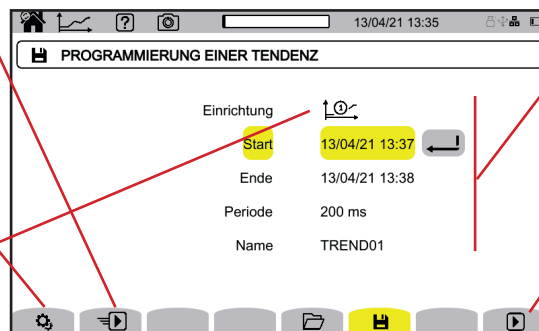 13/04/21 13:35
PROGRAMMIERUNG EINER TENDENZ
Einrichtung 1
Start 13/04/21 13:37
Ende 13/04/21 13:38
Periode 200 ms
Name TREND01